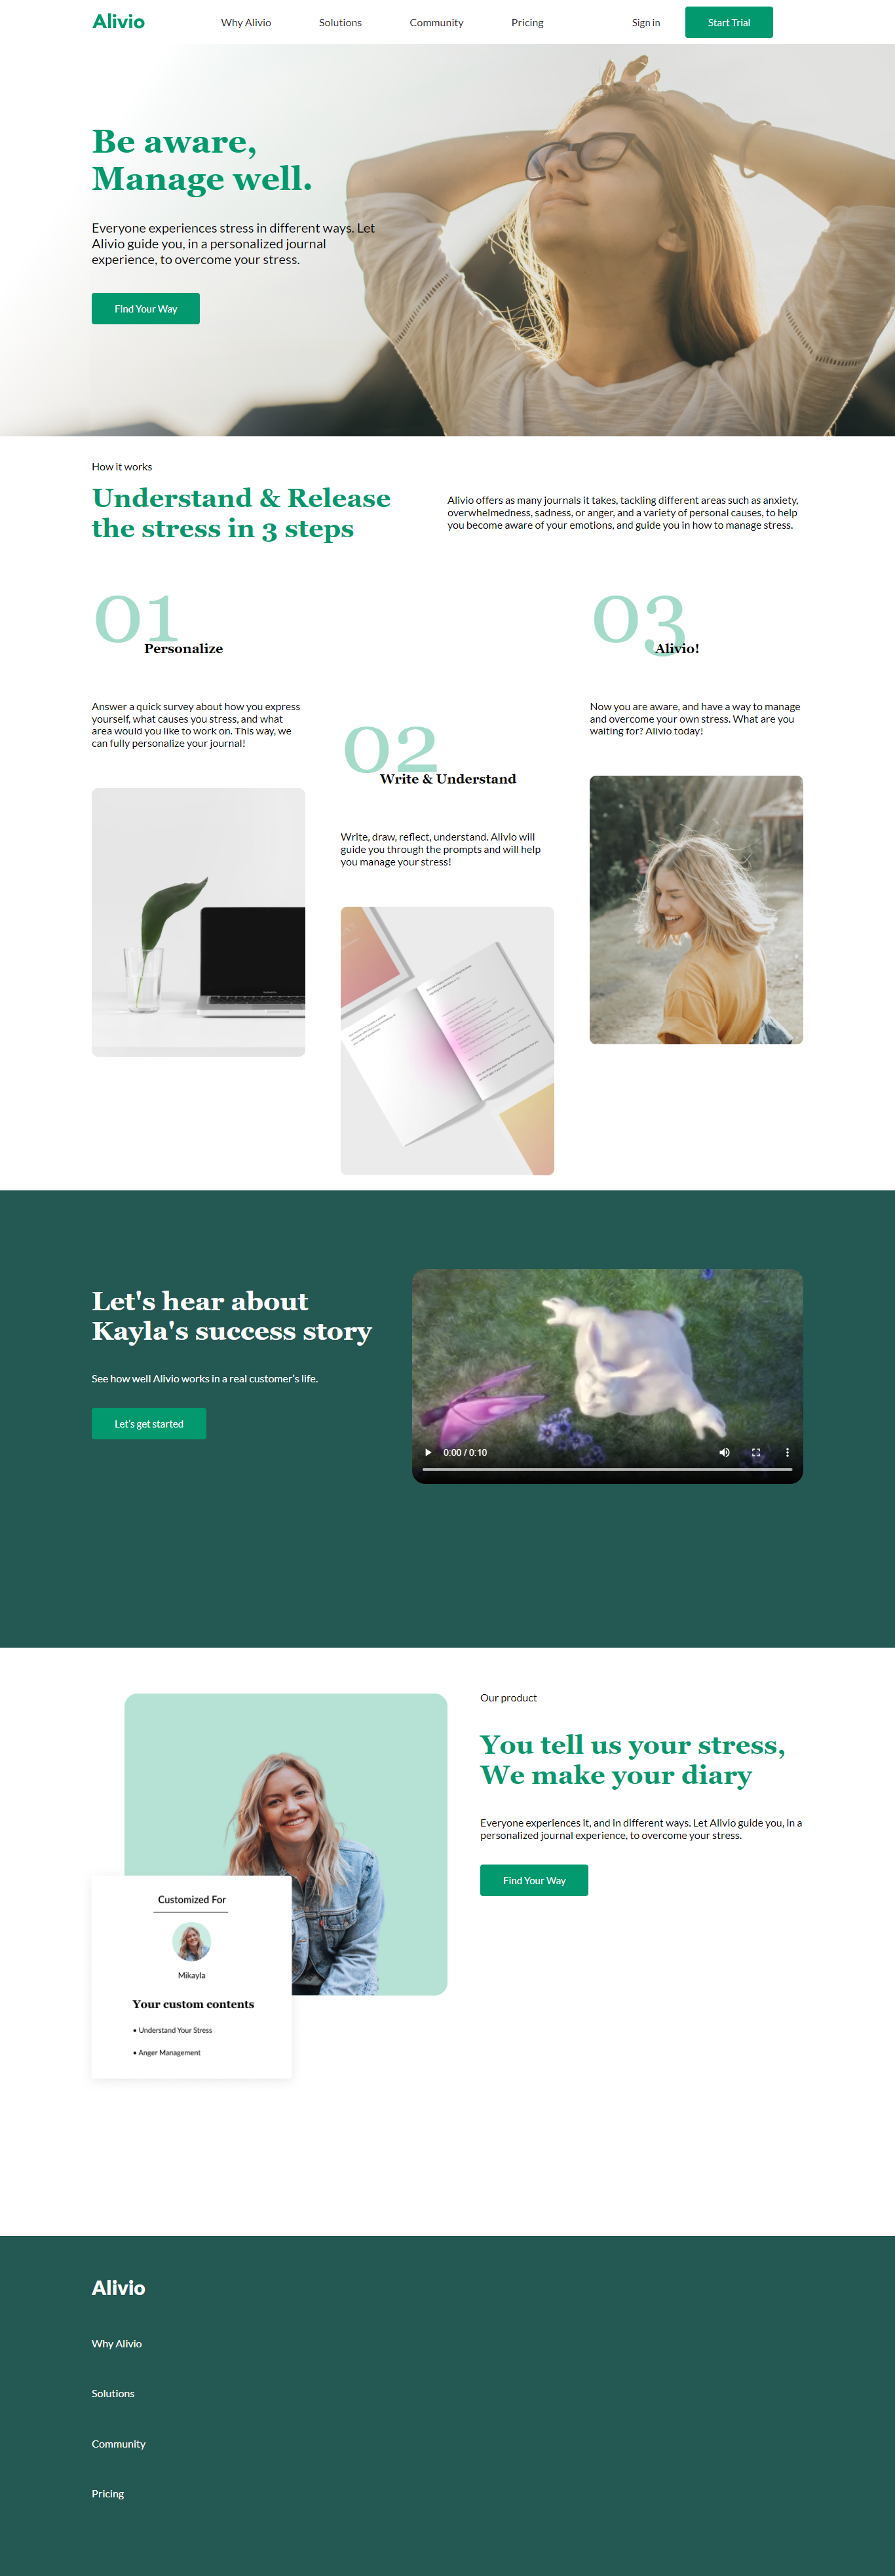 Alivio
Why Alivio
Solutions
Community
Pricing
Sign in
Start Trial
Be aware,
Manage well.
Everyone experiences stress in different ways. Let
Alivio guide you, in a personalized journal
experience, to overcome your stress.
Find Your Way
How it works
Understand & Release
the stress in 3 steps
Alivio offers as many journals it takes, tackling different areas such as anxiety,
overwhelmedness, sadness, or anger, and a variety of personal causes, to help
you become aware of your emotions, and guide you in how to manage stress.
01
Personalize
Answer a quick survey about how you express
yourself, what causes you stress, and what
area would you like to work on. This way, we
can fully personalize your journal!
02
Write & Understand
Write, draw, reflect, understand. Alivio will
guide you through the prompts and will help
you manage your stress!
03
Alivio!
Now you are aware, and have a way to manage
and overcome your own stress. What are you
waiting for? Alivio today!
Let's hear about
Kayla's success story
See how well Alivio works in a real customer's life.
Let's get started
0:00 / 0:10
Customized For
Mikayla
Your custom contents
• Understand Your Stress
• Anger Management
Our product
You tell us your stress,
We make your diary
Everyone experiences it, and in different ways. Let Alivio guide you, in a
personalized journal experience, to overcome your stress.
Find Your Way
Alivio
Why Alivio
Solutions
Community
Pricing